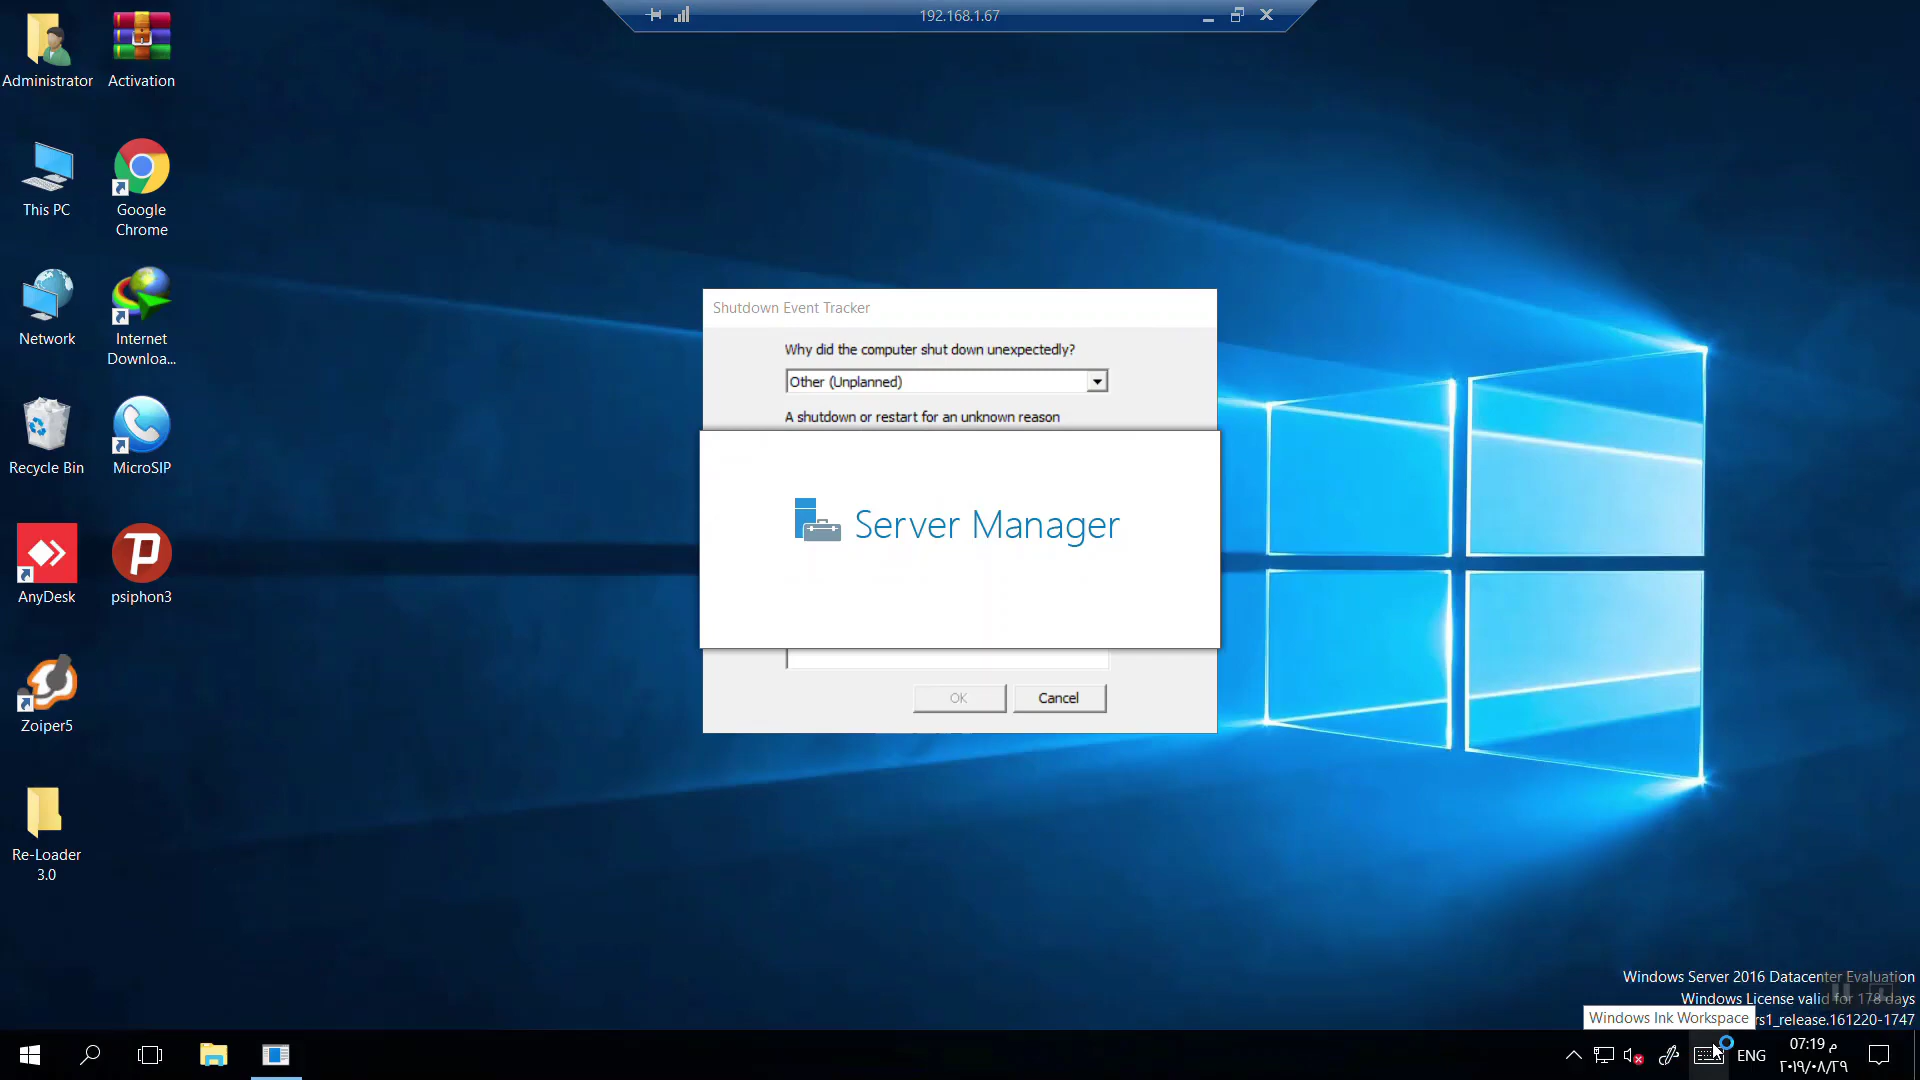 192.168.1.67
Administrator
Activation
This PC
Google
Chrome
Network
Internet
Downloa...
Recycle Bin
MicroSIP
AnyDesk
psiphon3
Zoiper5
Re-Loader
3.0
Shutdown Event Tracker
Why did the computer shut down unexpectedly?
Other (Unplanned)
A shutdown or restart for an unknown reason
Server Manager
OK
Cancel
Windows Server 2016 Datacenter Evaluation
Windows License valid for 178 days
rs1_release.161220-1747
Windows Ink Workspace
ENG
07:19 م
٢٠١٩/٠٨/٢٩